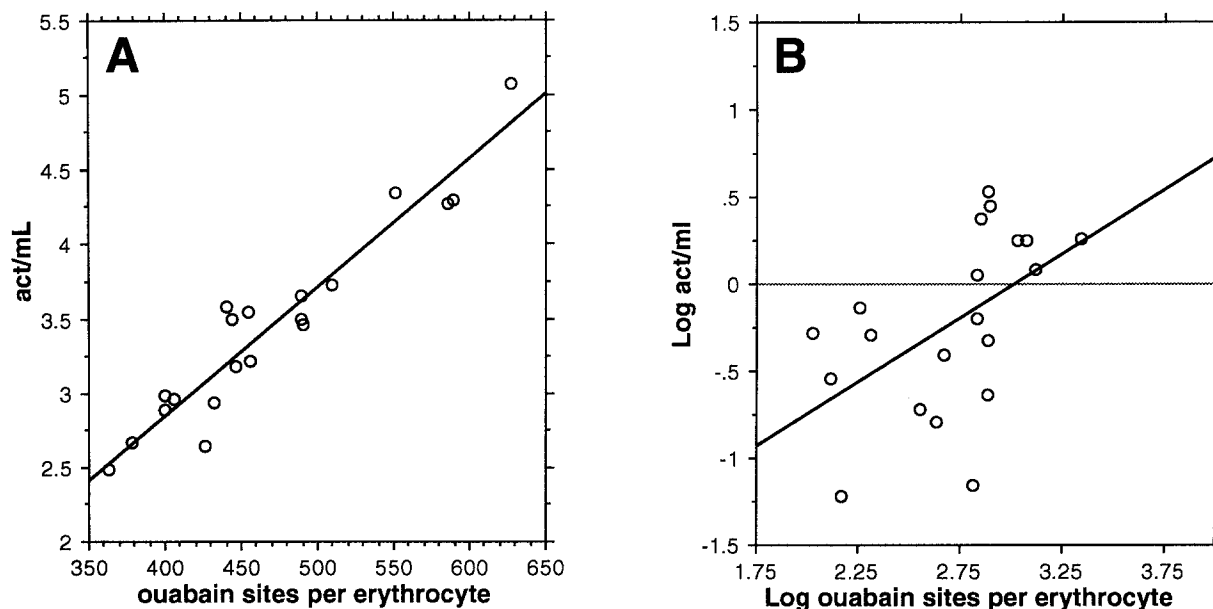 A
5.5
5
4.5
4
3.5
3
2.5
2
act/mL
350 400 450 500 550 600 650
ouabain sites per erythrocyte
B
1.5
1
.5
0
-.5
-1
-1.5
Log act/ml
1.75 2.25 2.75 3.25 3.75
Log ouabain sites per erythrocyte